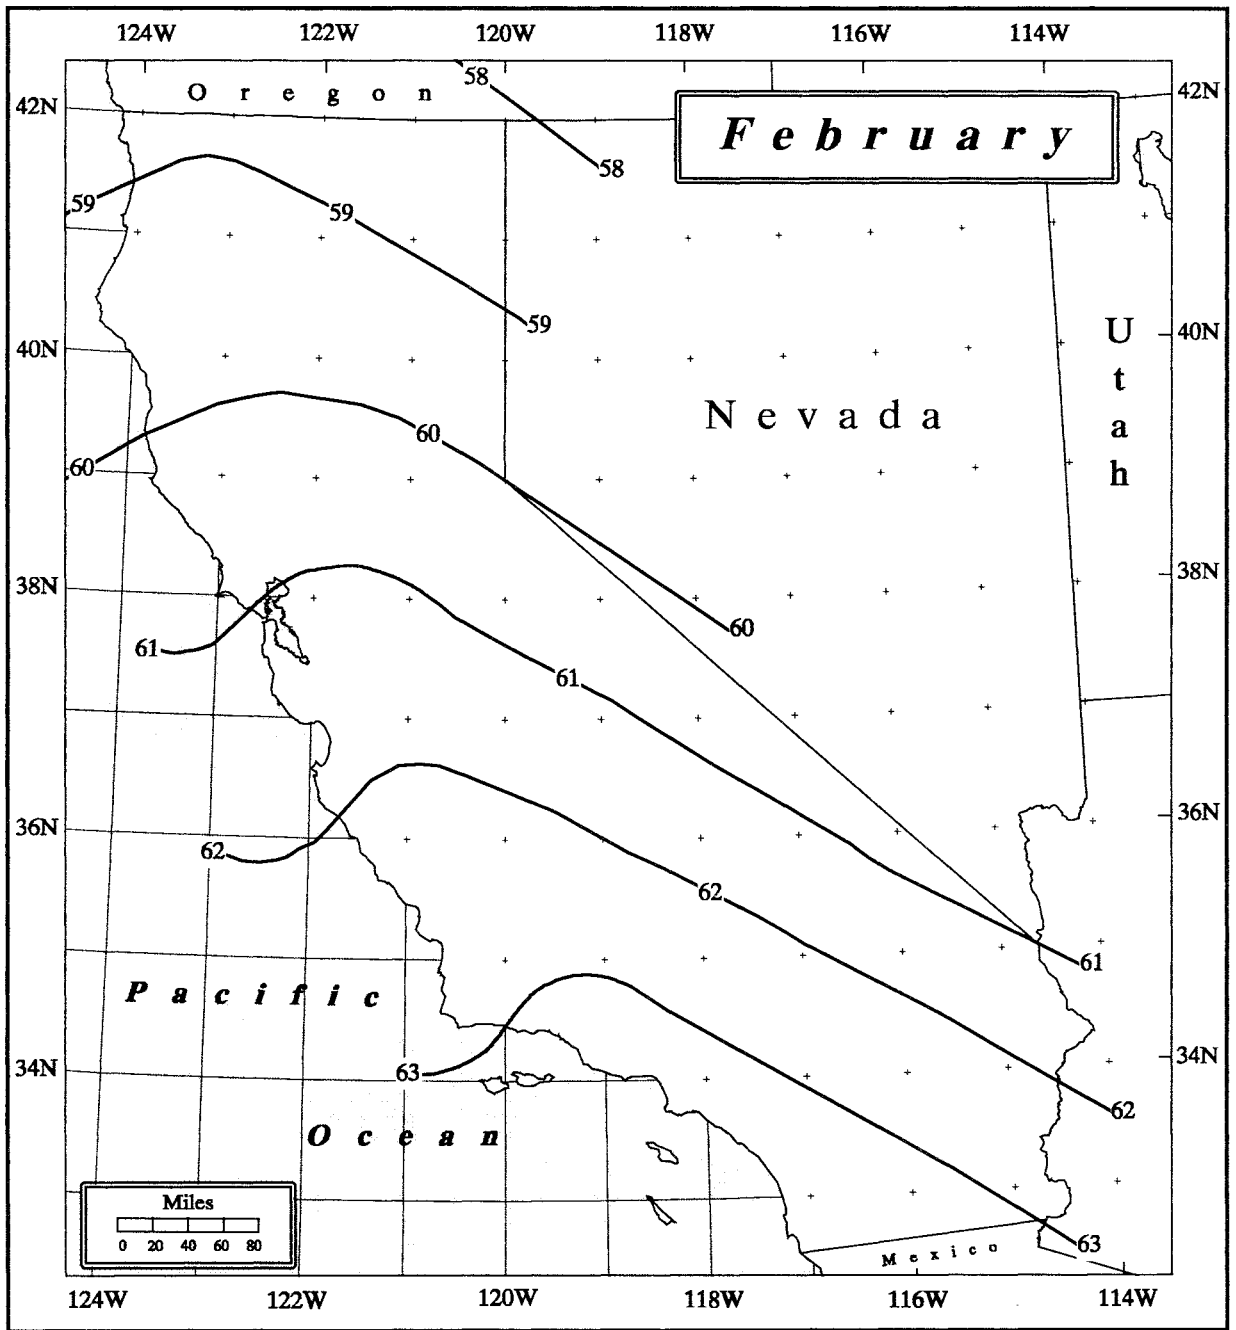 124W 122W 120W 118W 116W 114W
Oregon
58
42N
42N
February
58
59
59
59
40N
40N
Utah
Nevada
60
60
60
38N
38N
61
61
61
36N
36N
62
62
62
Pacific
34N
34N
63
63
Ocean
Miles
0 20 40 60 80
Mexico
124W 122W 120W 118W 116W 114W